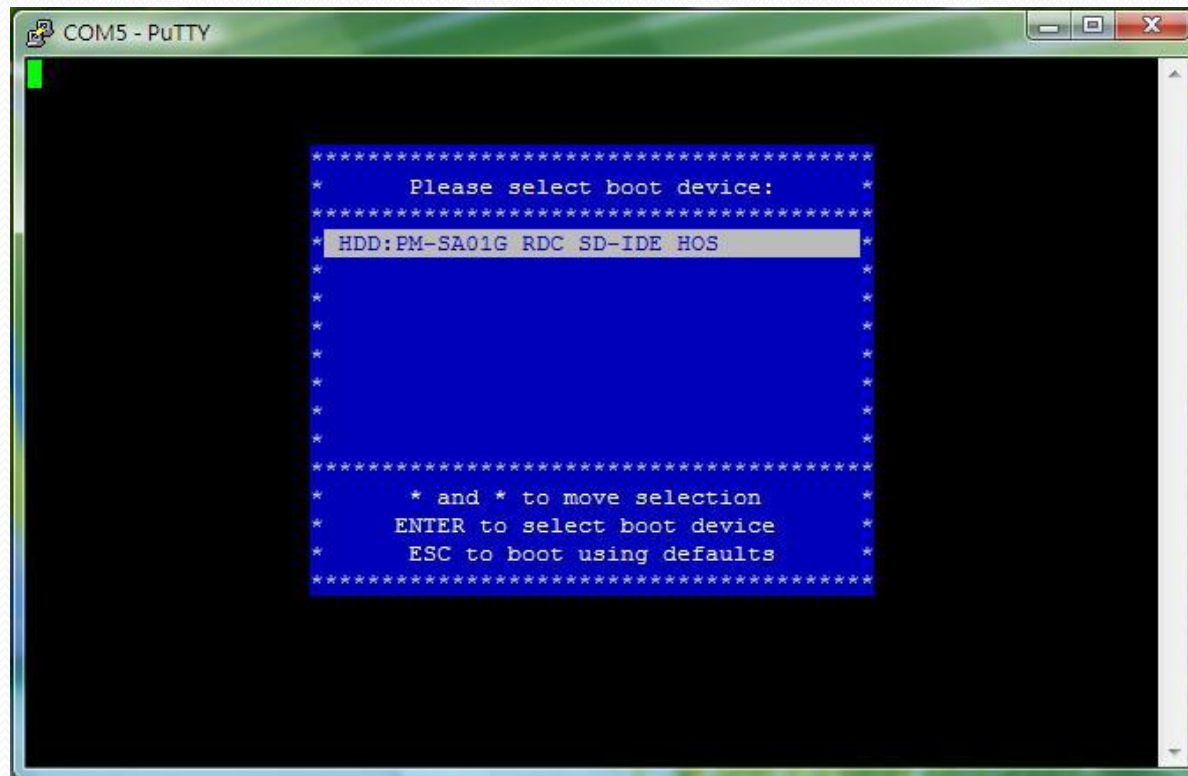 COM5 - PuTTY
******************************************
* Please select boot device: *
******************************************
* HDD:PM-SA01G RDC SD-IDE HOS *
* *
* *
* *
* *
* *
* *
* *
******************************************
* * and * to move selection *
* ENTER to select boot device *
* ESC to boot using defaults *
******************************************